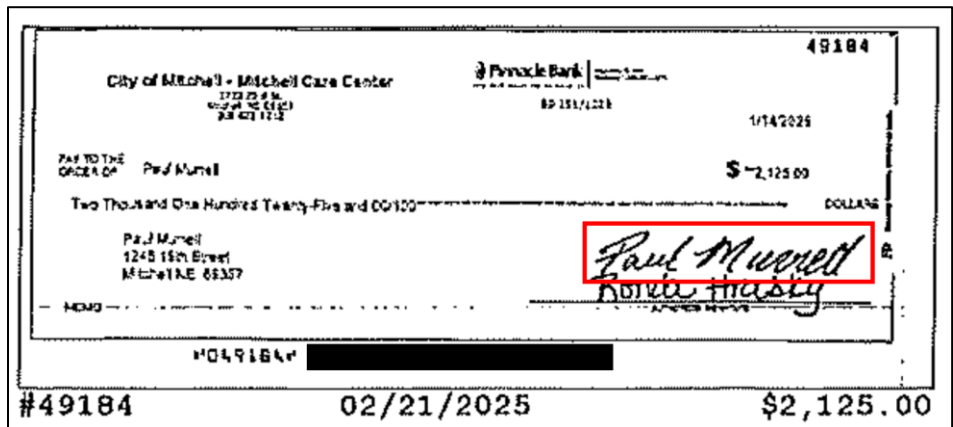 49184
City of Mitchell - Mitchell Care Center
Pinnacle Bank
1/14/2025
PAY TO THE
ORDER OF Paul Murrell
$ **2,125.00
Two Thousand One Hundred Twenty-Five and 00/100
DOLLARS
Paul Murrell
1245 15th Street
Mitchell NE 69357
Paul Murrell
MEMO
"049184"
#49184 02/21/2025 $2,125.00